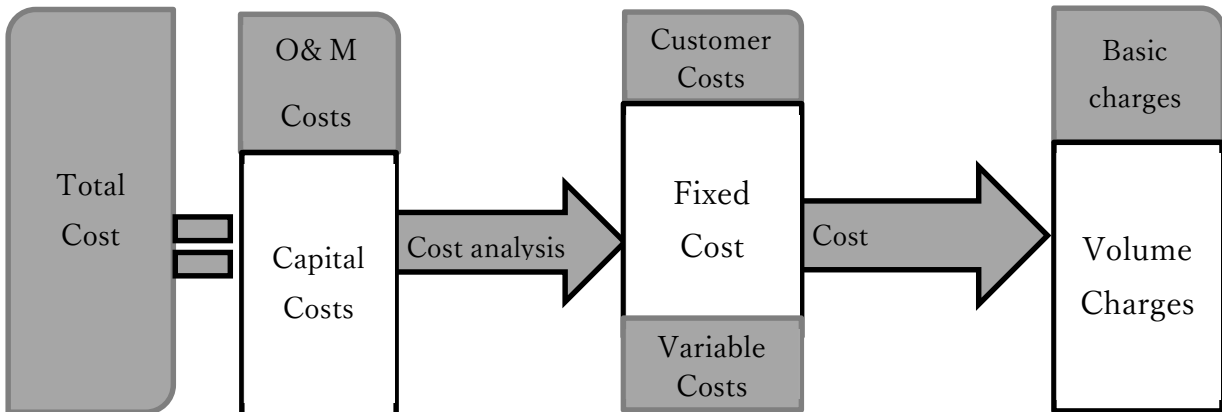 Total
Cost
O& M
Costs
Capital
Costs
Cost analysis
Customer
Costs
Fixed
Cost
Variable
Costs
Cost
Basic
charges
Volume
Charges